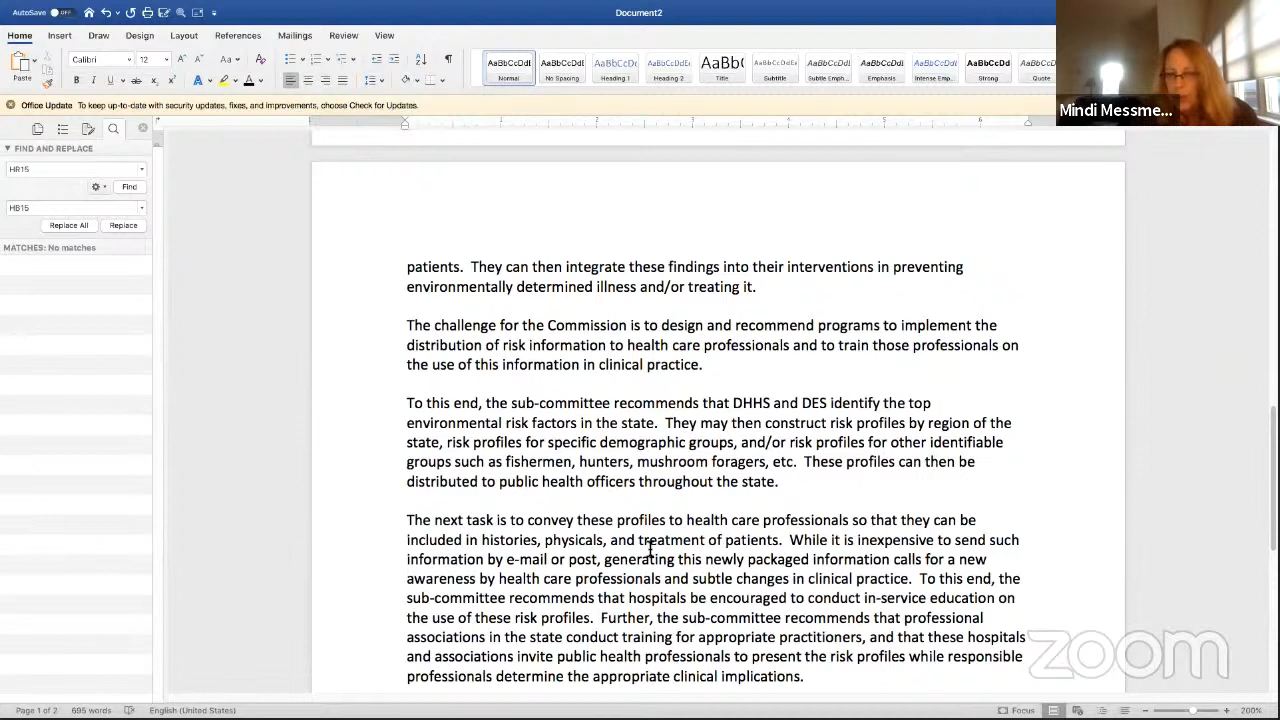 AutoSave OFF Document2
Home Insert Draw Design Layout References Mailings Review View
Paste Calibri 12
AaBbCcDdE AaBbCcDdE AaBbCcDd AaBbCcDdE AaBb( AaBbCcDdE AaBbCcDdE AaBbCcDdE AaBbCcDdE AaBbCcDdE
Normal No Spacing Heading 1 Heading 2 Title Subtitle Subtle Emph... Emphasis Intense Emp... Strong Quote
Mindi Messme...
Office Update To keep up-to-date with security updates, fixes, and improvements, choose Check for Updates.
FIND AND REPLACE
HR15
Find
HB15
Replace All Replace
MATCHES: No matches
patients. They can then integrate these findings into their interventions in preventing
environmentally determined illness and/or treating it.
The challenge for the Commission is to design and recommend programs to implement the
distribution of risk information to health care professionals and to train those professionals on
the use of this information in clinical practice.
To this end, the sub-committee recommends that DHHS and DES identify the top
environmental risk factors in the state. They may then construct risk profiles by region of the
state, risk profiles for specific demographic groups, and/or risk profiles for other identifiable
groups such as fishermen, hunters, mushroom foragers, etc. These profiles can then be
distributed to public health officers throughout the state.
The next task is to convey these profiles to health care professionals so that they can be
included in histories, physicals, and treatment of patients. While it is inexpensive to send such
information by e-mail or post, generating this newly packaged information calls for a new
awareness by health care professionals and subtle changes in clinical practice. To this end, the
sub-committee recommends that hospitals be encouraged to conduct in-service education on
the use of these risk profiles. Further, the sub-committee recommends that professional
associations in the state conduct training for appropriate practitioners, and that these hospitals
and associations invite public health professionals to present the risk profiles while responsible
professionals determine the appropriate clinical implications.
zoom
Page 1 of 2 695 words English (United States) Focus 200%